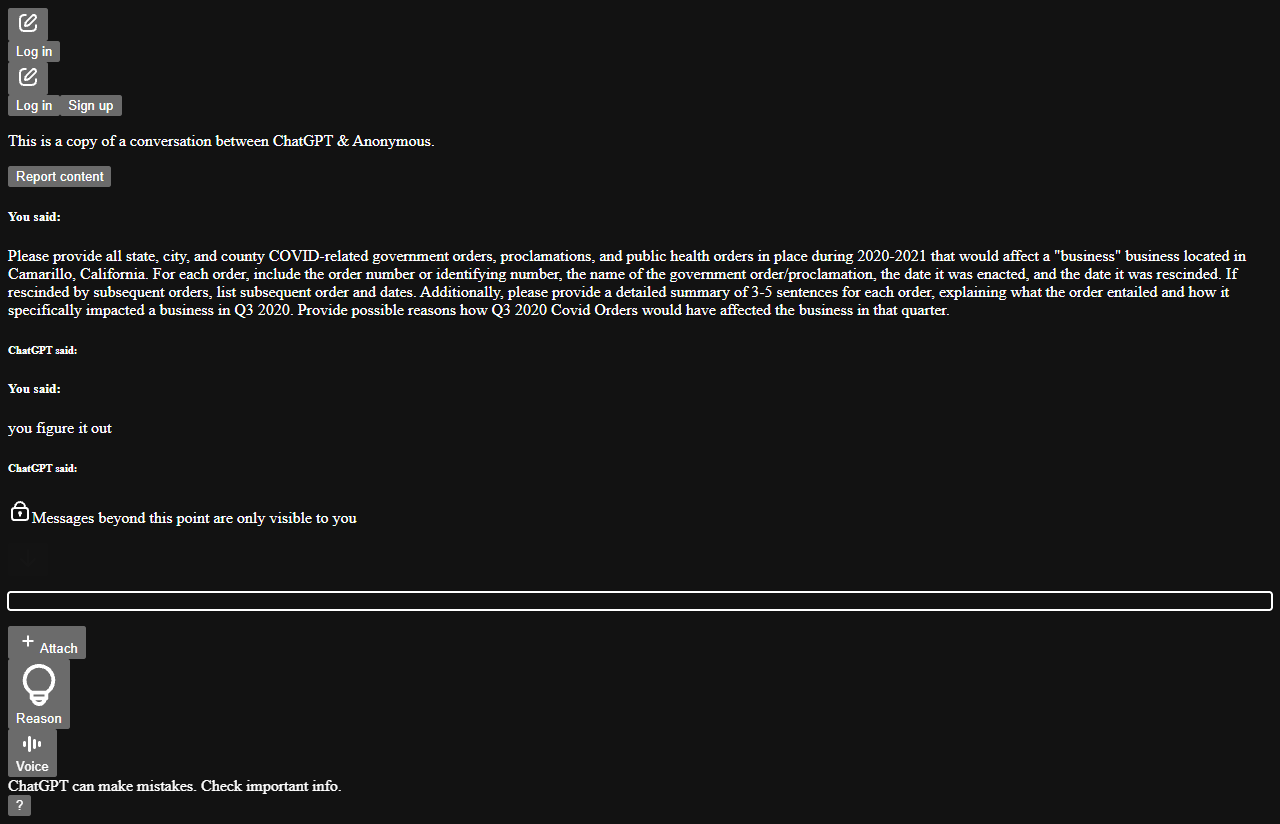 Log in
Log in Sign up
This is a copy of a conversation between ChatGPT & Anonymous.
Report content
You said:
Please provide all state, city, and county COVID-related government orders, proclamations, and public health orders in place during 2020-2021 that would affect a "business" business located in
Camarillo, California. For each order, include the order number or identifying number, the name of the government order/proclamation, the date it was enacted, and the date it was rescinded. If
rescinded by subsequent orders, list subsequent order and dates. Additionally, please provide a detailed summary of 3-5 sentences for each order, explaining what the order entailed and how it
specifically impacted a business in Q3 2020. Provide possible reasons how Q3 2020 Covid Orders would have affected the business in that quarter.
ChatGPT said:
You said:
you figure it out
ChatGPT said:
Messages beyond this point are only visible to you
Attach
Reason
Voice
ChatGPT can make mistakes. Check important info.
?